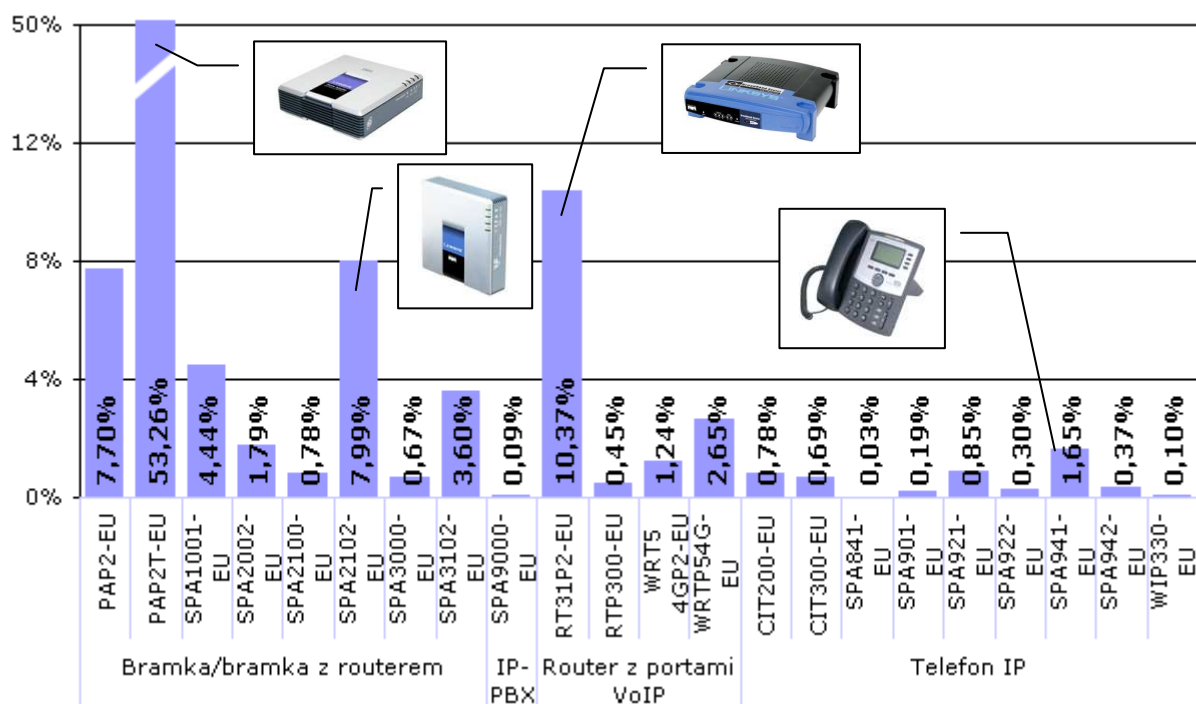 50%
12%
8%
4%
0%
7,70%
53,26%
4,44%
1,79%
0,78%
7,99%
0,67%
3,60%
0,09%
10,37%
0,45%
1,24%
2,65%
0,78%
0,69%
0,03%
0,19%
0,85%
0,30%
1,65%
0,37%
0,10%
PAP2-EU
PAP2T-EU
SPA1001-
EU
SPA2002-
EU
SPA2100-
EU
SPA2102-
EU
SPA3000-
EU
SPA3102-
EU
SPA90000-
EU
RT31P2-EU
RTP300-EU
WRT5
WRT5
4GP2-EU
WRTP54G-
EU
CIT200-EU
CIT300-EU
SPA841-
EU
SPA901-
EU
SPA921-
EU
SPA922-
EU
SPA941-
EU
SPA942-
EU
WIP330-
EU
Bramka/bramka z routerem
IP-
PBX
Router z portami
VoIP
Telefon IP
LINKSYS